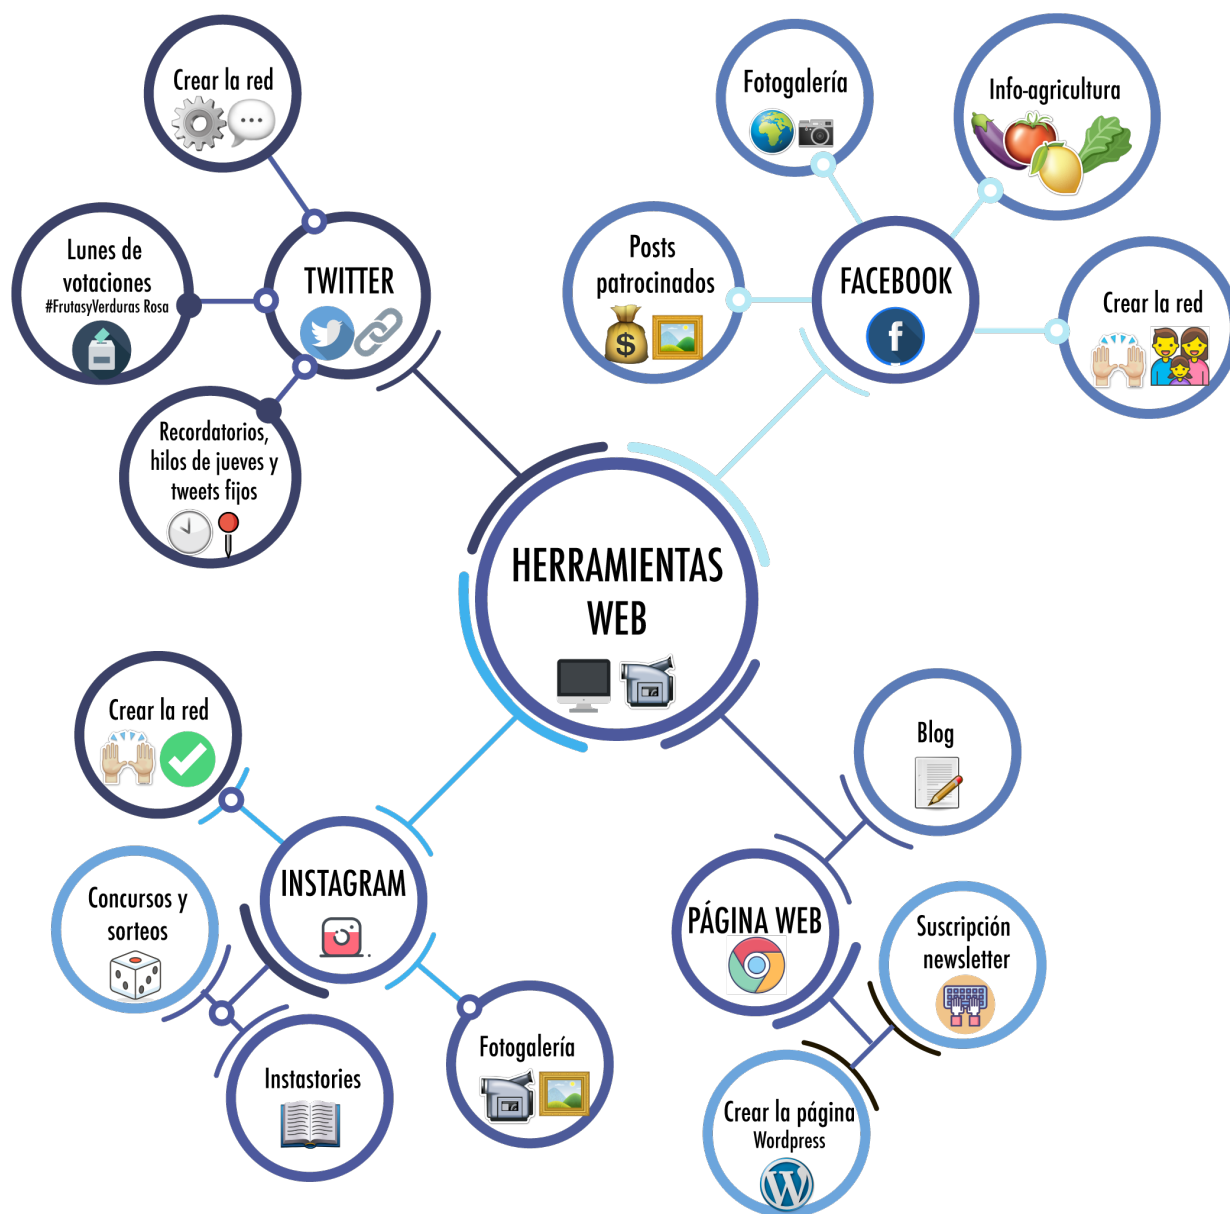 Crear la red
Lunes de
votaciones
#FrutasyVerduras Rosa
TWITTER
Recordatorios,
hilos de jueves y
tweets fijos
Fotogalería
Info-agricultura
Posts
patrocinados
FACEBOOK
Crear la red
HERRAMIENTAS
WEB
Crear la red
INSTAGRAM
Concursos y
sorteos
Instastories
Fotogalería
Blog
PÁGINA WEB
Suscripción
newsletter
Crear la página
Wordpress